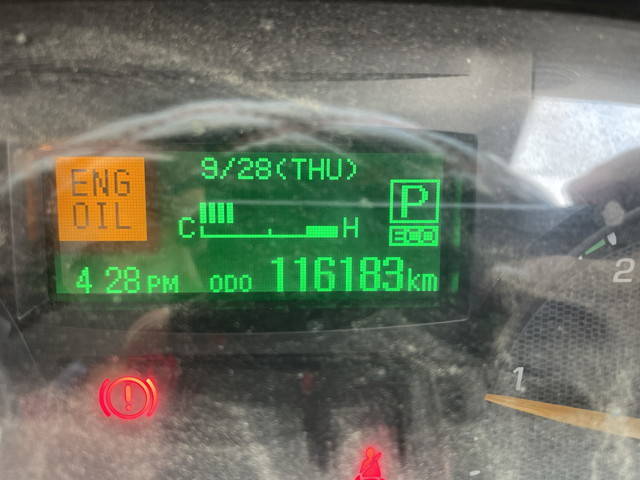 ENG
OIL
9/28(THU)
P
ECO
C H
4 28 PM ODO 116183km
2
1
!